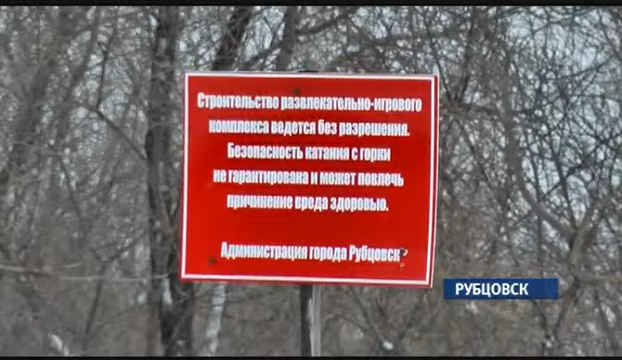 Строительство развлекательно-игрового
комплекса ведется без разрешения.
Безопасность катания с горки
не гарантирована и может повлечь
причинение вреда здоровью.
Администрация города Рубцовск
РУБЦОВСК